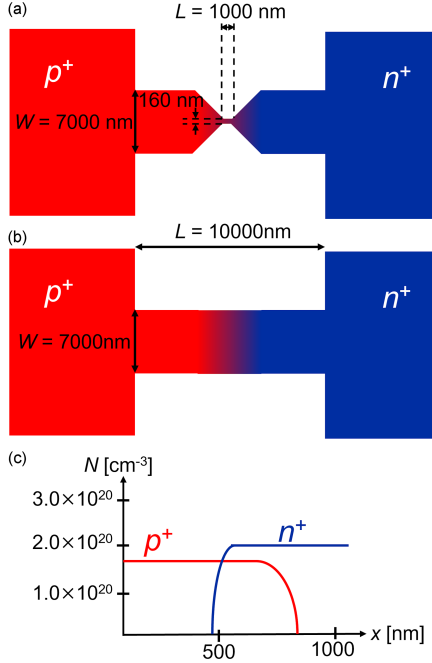 (a)
L = 1000 nm
p⁺
n⁺
160 nm
W = 7000 nm
(b)
L = 10000nm
p⁺
n⁺
W = 7000nm
(c)
N [cm⁻³]
3.0×10²⁰
2.0×10²⁰
1.0×10²⁰
p⁺
n⁺
500
1000
x [nm]